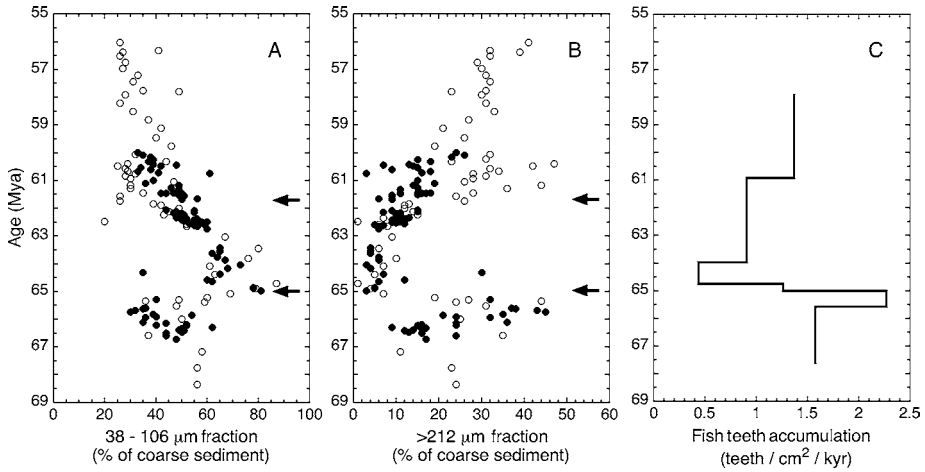 55
57
59
61
63
65
67
69
Age (Mya)
A
0 20 40 60 80 100
38 - 106 μm fraction
(% of coarse sediment)
55
57
59
61
63
65
67
69
B
0 10 20 30 40 50 60
>212 μm fraction
(% of coarse sediment)
55
57
59
61
63
65
67
69
C
0 0.5 1 1.5 2 2.5
Fish teeth accumulation
(teeth / cm² / kyr)